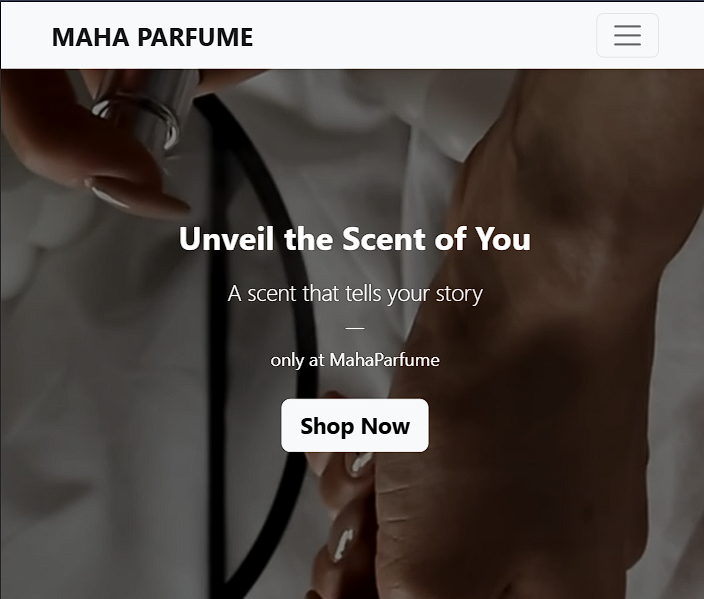 MAHA PARFUME
Unveil the Scent of You
A scent that tells your story
—
only at MahaParfume
Shop Now